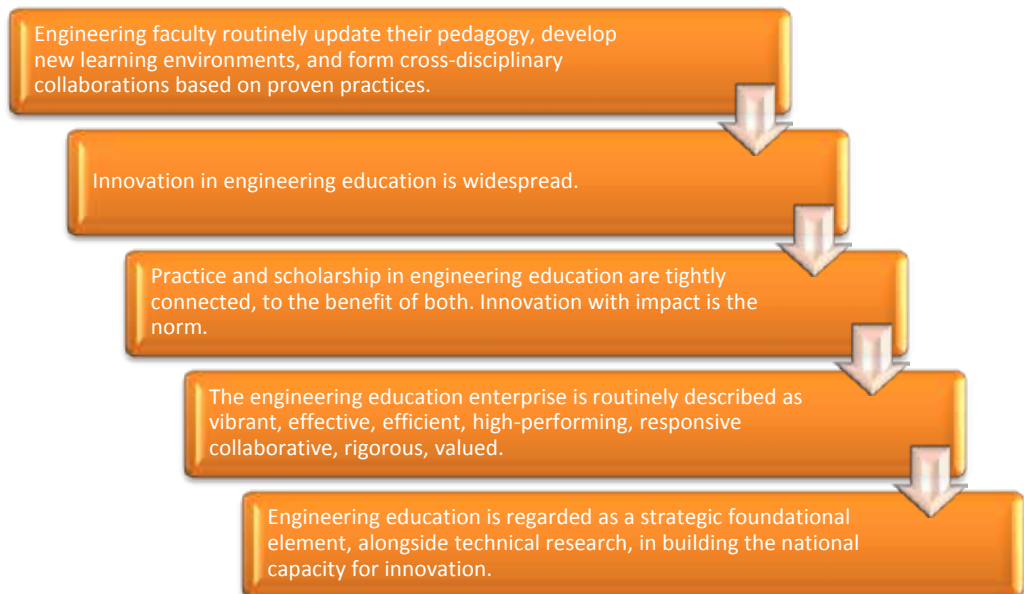 Engineering faculty routinely update their pedagogy, develop
new learning environments, and form cross-disciplinary
collaborations based on proven practices.
Innovation in engineering education is widespread.
Practice and scholarship in engineering education are tightly
connected, to the benefit of both. Innovation with impact is the
norm.
The engineering education enterprise is routinely described as
vibrant, effective, efficient, high-performing, responsive
collaborative, rigorous, valued.
Engineering education is regarded as a strategic foundational
element, alongside technical research, in building the national
capacity for innovation.